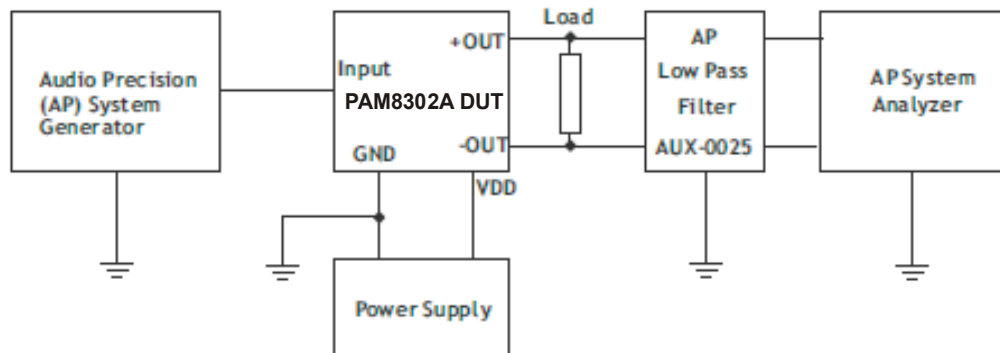 Audio Precision
(AP) System
Generator
Input
PAM8302A DUT
+OUT
-OUT
GND
VDD
Load
AP
Low Pass
Filter
AUX-0025
AP System
Analyzer
Power Supply